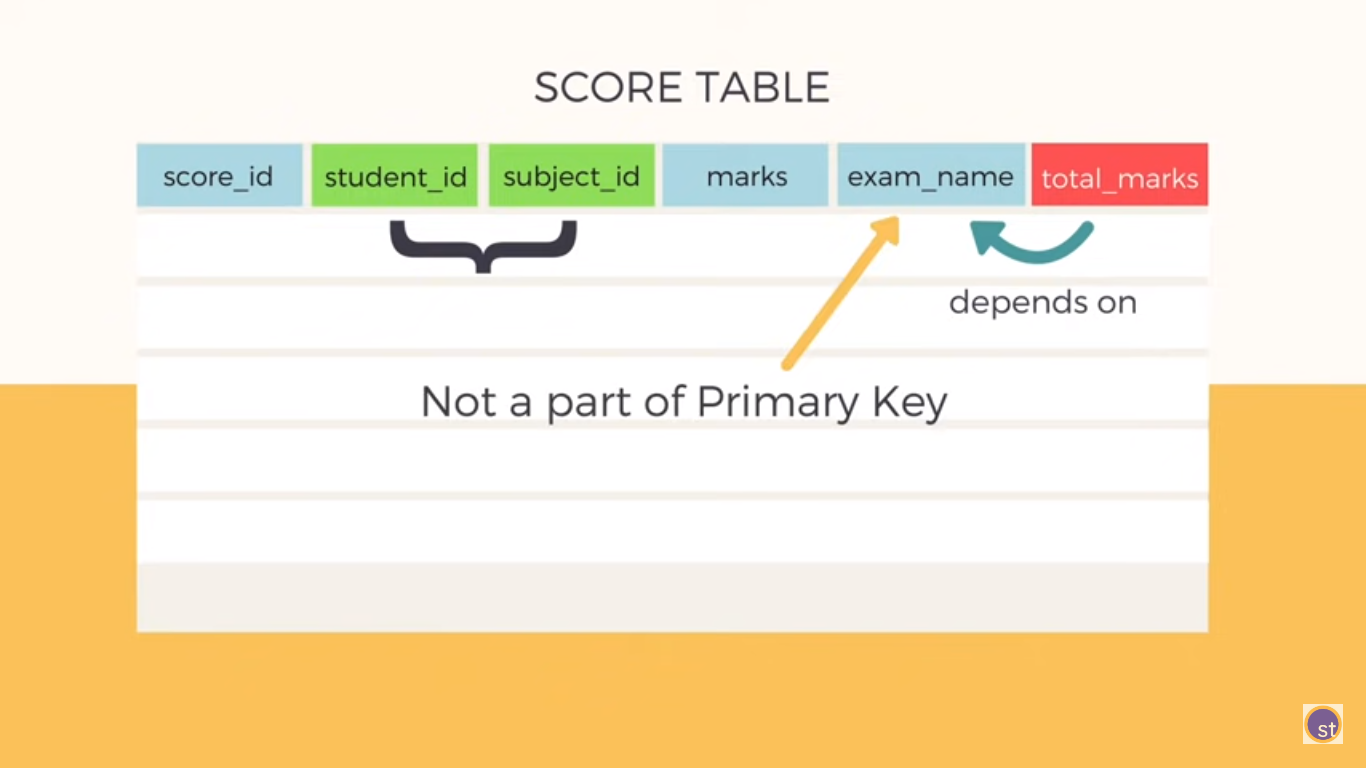 SCORE TABLE
score_id student_id subject_id marks exam_name total_marks
depends on
Not a part of Primary Key
st